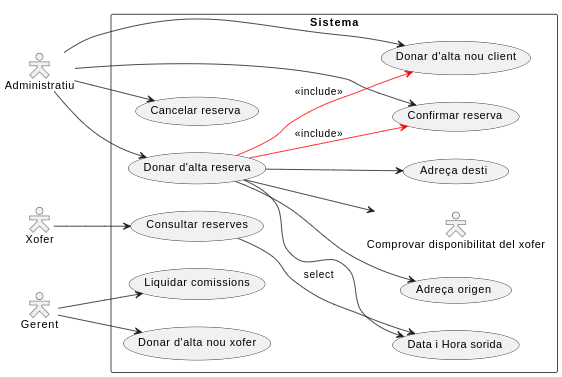 Sistema
Donar d'alta nou client
Administratiu
«include»
Cancelar reserva
Confirmar reserva
«include»
Donar d'alta reserva
Adreça desti
Xofer
Consultar reserves
Comprovar disponibilitat del xofer
select
Liquidar comissions
Adreça origen
Gerent
Donar d'alta nou xofer
Data i Hora sorida